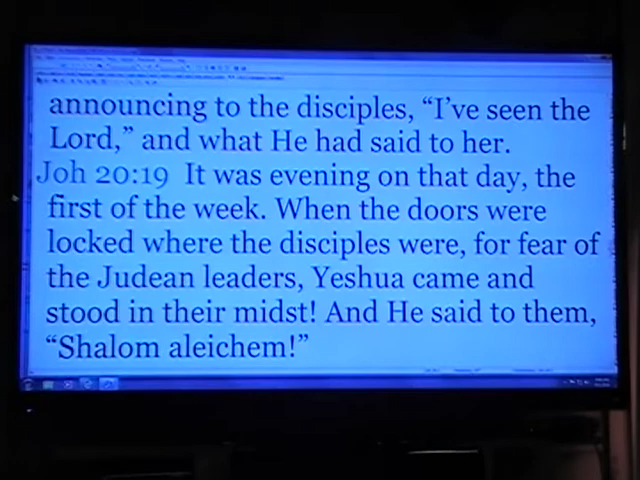 announcing to the disciples, “I’ve seen the
Lord,” and what He had said to her.
Joh 20:19 It was evening on that day, the
first of the week. When the doors were
locked where the disciples were, for fear of
the Judean leaders, Yeshua came and
stood in their midst! And He said to them,
“Shalom aleichem!”